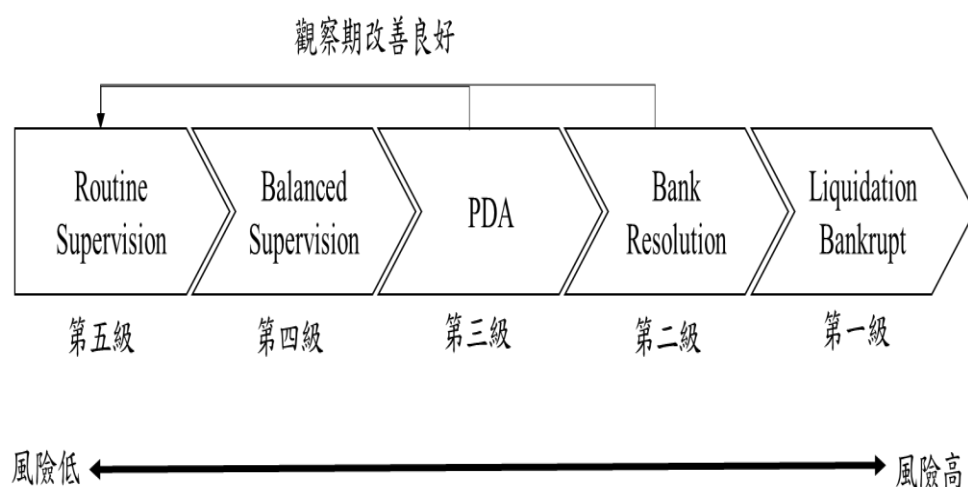 觀察期改善良好
Routine
Supervision
Balanced
Supervision
PDA
Bank
Resolution
Liquidation
Bankrupt
第五級
第四級
第三級
第二級
第一級
風險低
風險高